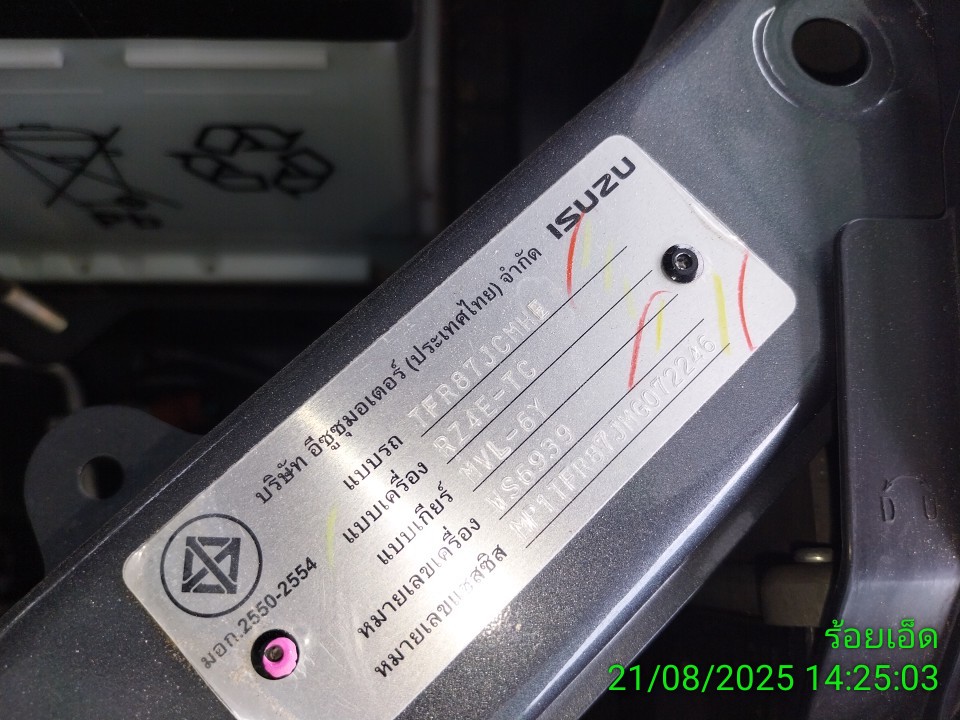 ISUZU
บริษัท อีซูซุมอเตอร์ (ประเทศไทย) จำกัด
แบบรถ
แบบเครื่อง RZ4E-TC
แบบเกียร์ MVL-6Y
หมายเลขเครื่อง
หมายเลขแชสซิส
มอก.2550-2554
Pb
ร้อยเอ็ด
21/08/2025 14:25:03